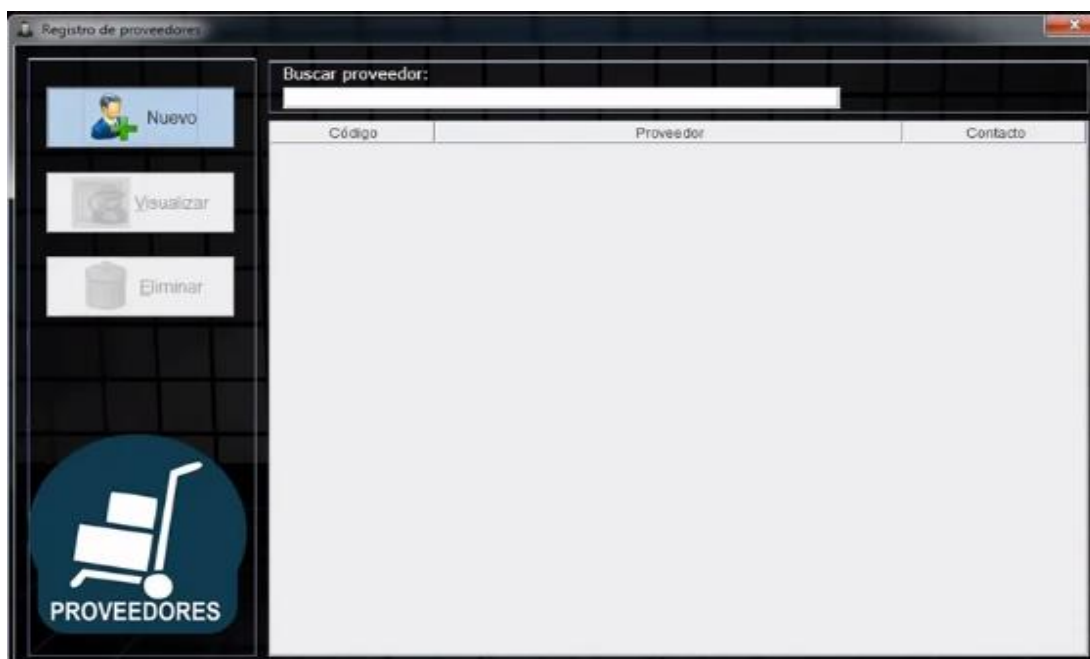 Registro de proveedores
Buscar proveedor:
Nuevo
Visualizar
Eliminar
Código Proveedor Contacto
PROVEEDORES